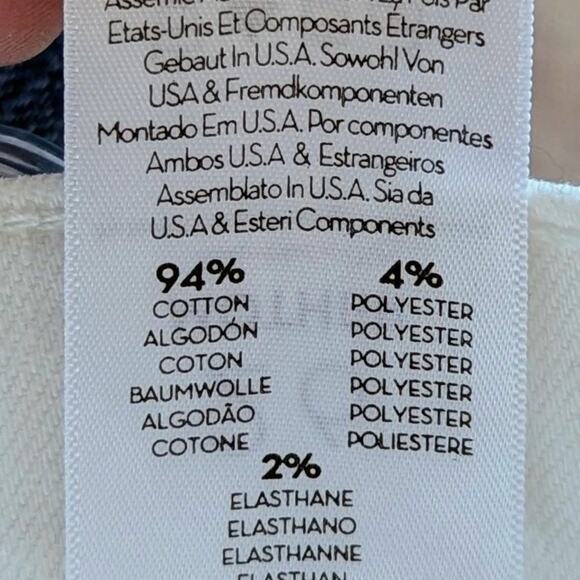 Etats-Unis Et Composants Etrangers
Gebaut In U.S.A. Sowohl Von
USA & Fremdkomponenten
Montado Em U.S.A. Por componentes
Ambos U.S.A & Estrangeiros
Assemblato In U.S.A. Sia da
U.S.A & Esteri Components
94% 4%
COTTON POLYESTER
ALGODÓN POLYESTER
COTON POLYESTER
BAUMWOLLE POLYESTER
ALGODÃO POLYESTER
COTONE POLIESTERE
2%
ELASTHANE
ELASTHANO
ELASTHANNE
ELASTHAN